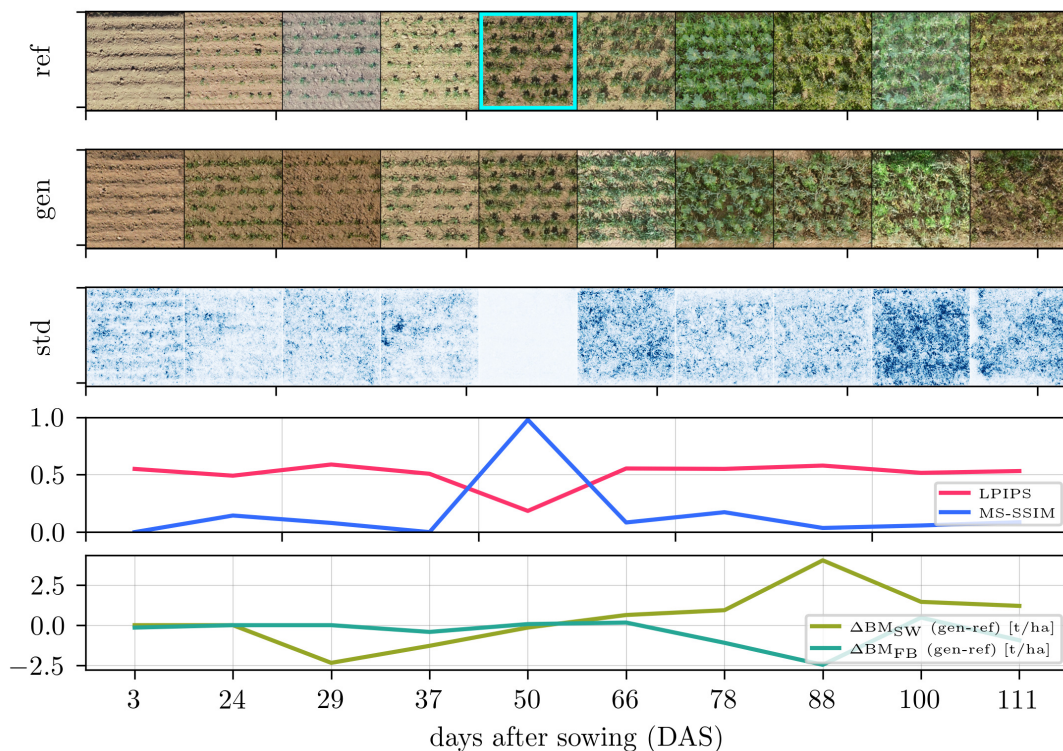 ref
gen
std
1.0
0.5
0.0
LPIPS
MS-SSIM
2.5
0.0
−2.5
ΔBM_SW (gen-ref) [t/ha]
ΔBM_FB (gen-ref) [t/ha]
3 24 29 37 50 66 78 88 100 111
days after sowing (DAS)